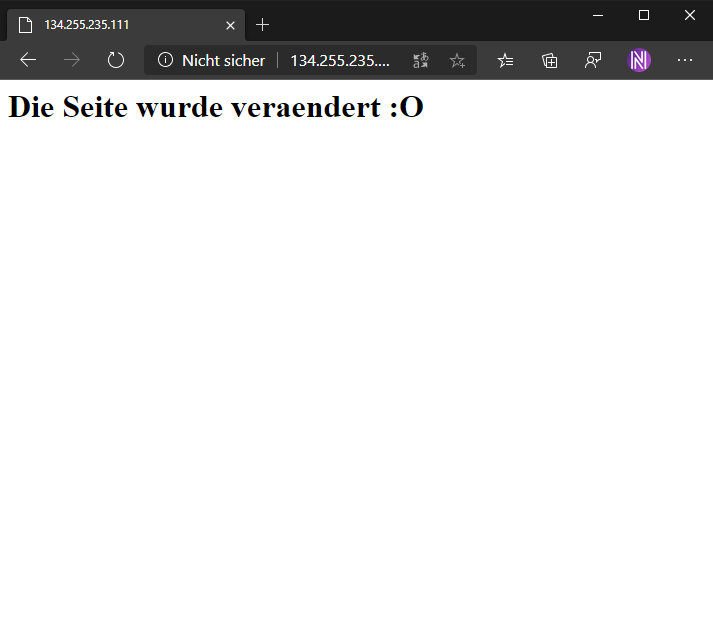 134.255.235.111
Nicht sicher
134.255.235....
Die Seite wurde veraendert :O